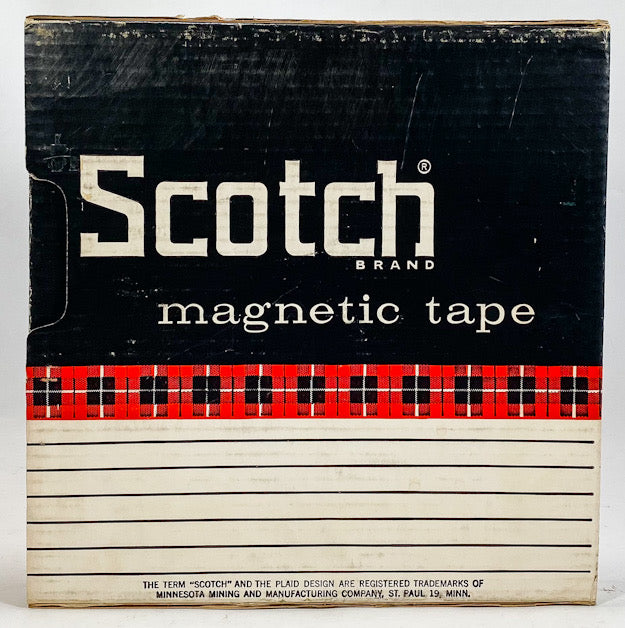 Scotch®
BRAND
magnetic tape
THE TERM "SCOTCH" AND THE PLAID DESIGN ARE REGISTERED TRADEMARKS OF
MINNESOTA MINING AND MANUFACTURING COMPANY, ST. PAUL 19, MINN.